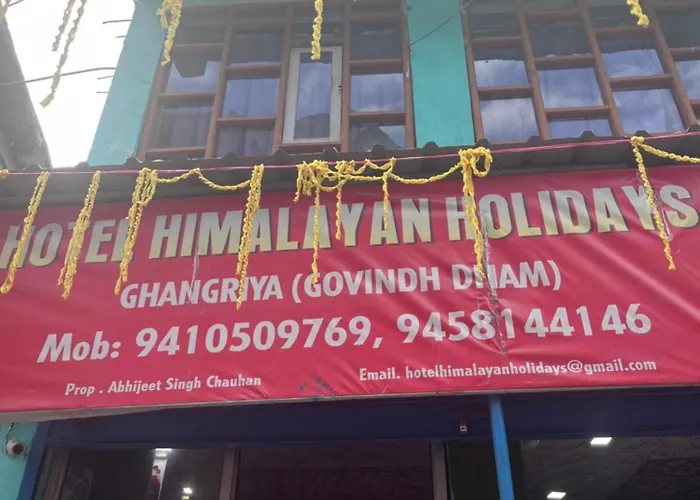 HOTEL HIMALAYAN HOLIDAYS
GHANGRIYA (GOVINDH DHAM)
Mob: 9410509769, 9458144146
Prop . Abhijeet Singh Chauhan
Email. hotelhimalayanholidays@gmail.com